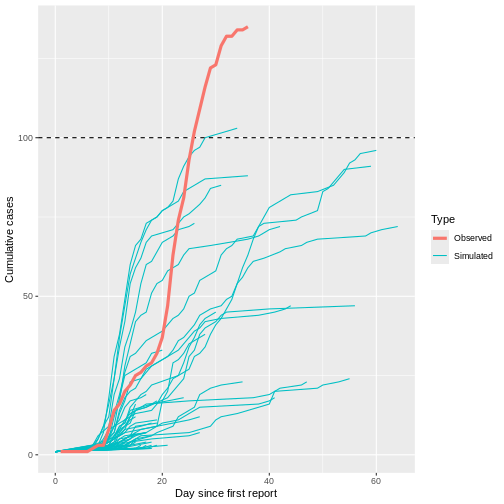 Cumulative cases
100
50
0
0
20
40
60
Day since first report
Type
Observed
Simulated